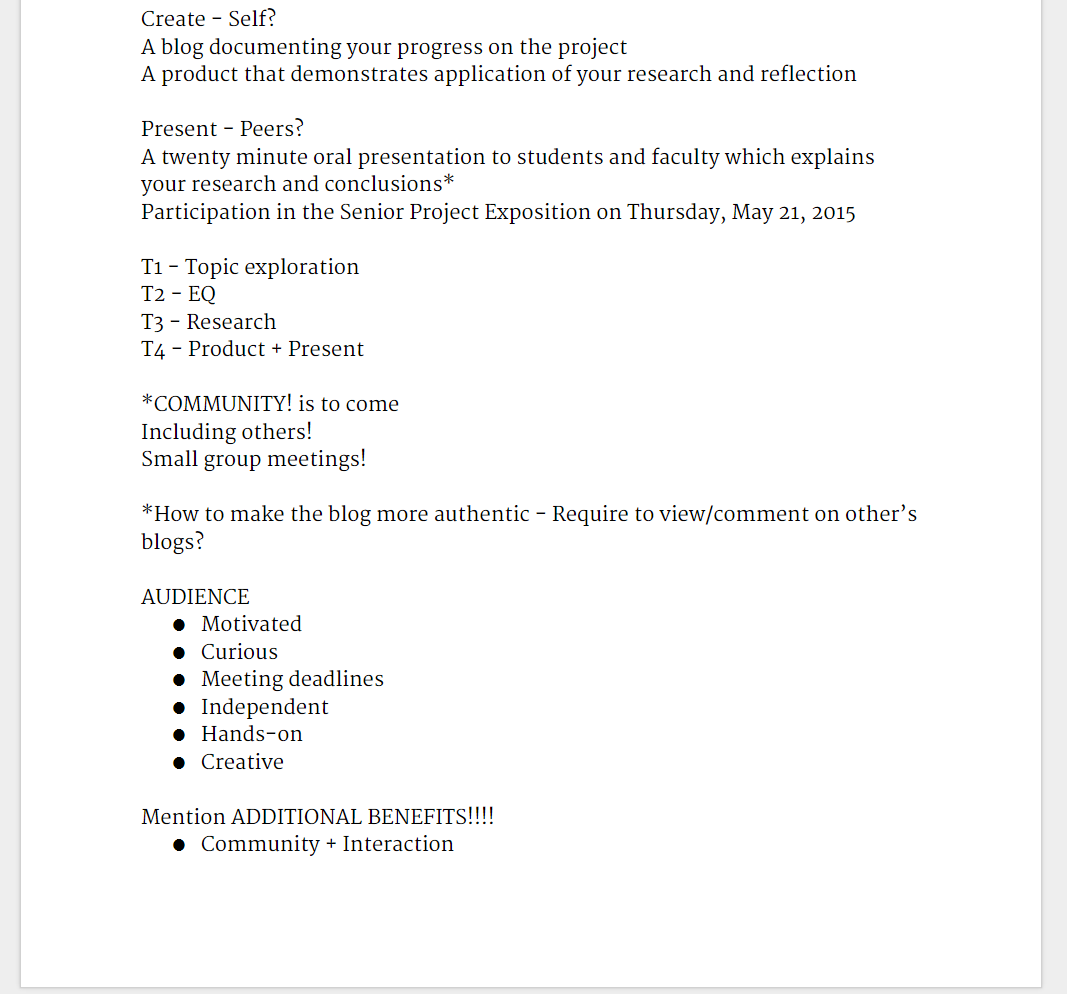 Create - Self?
A blog documenting your progress on the project
A product that demonstrates application of your research and reflection
Present - Peers?
A twenty minute oral presentation to students and faculty which explains
your research and conclusions*
Participation in the Senior Project Exposition on Thursday, May 21, 2015
T1 - Topic exploration
T2 - EQ
T3 - Research
T4 - Product + Present
*COMMUNITY! is to come
Including others!
Small group meetings!
*How to make the blog more authentic - Require to view/comment on other’s
blogs?
AUDIENCE
● Motivated
● Curious
● Meeting deadlines
● Independent
● Hands-on
● Creative
Mention ADDITIONAL BENEFITS!!!!
● Community + Interaction